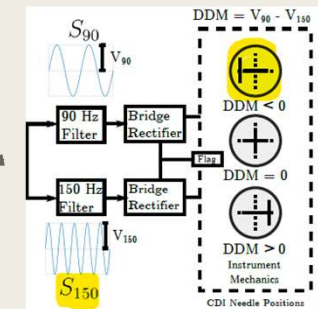 DDM = V90 - V150
S90
V90
90 Hz
Filter
Bridge
Rectifier
DDM < 0
Flag
150 Hz
Filter
Bridge
Rectifier
DDM = 0
V150
DDM > 0
S150
Instrument
Mechanics
CDI Needle Positions